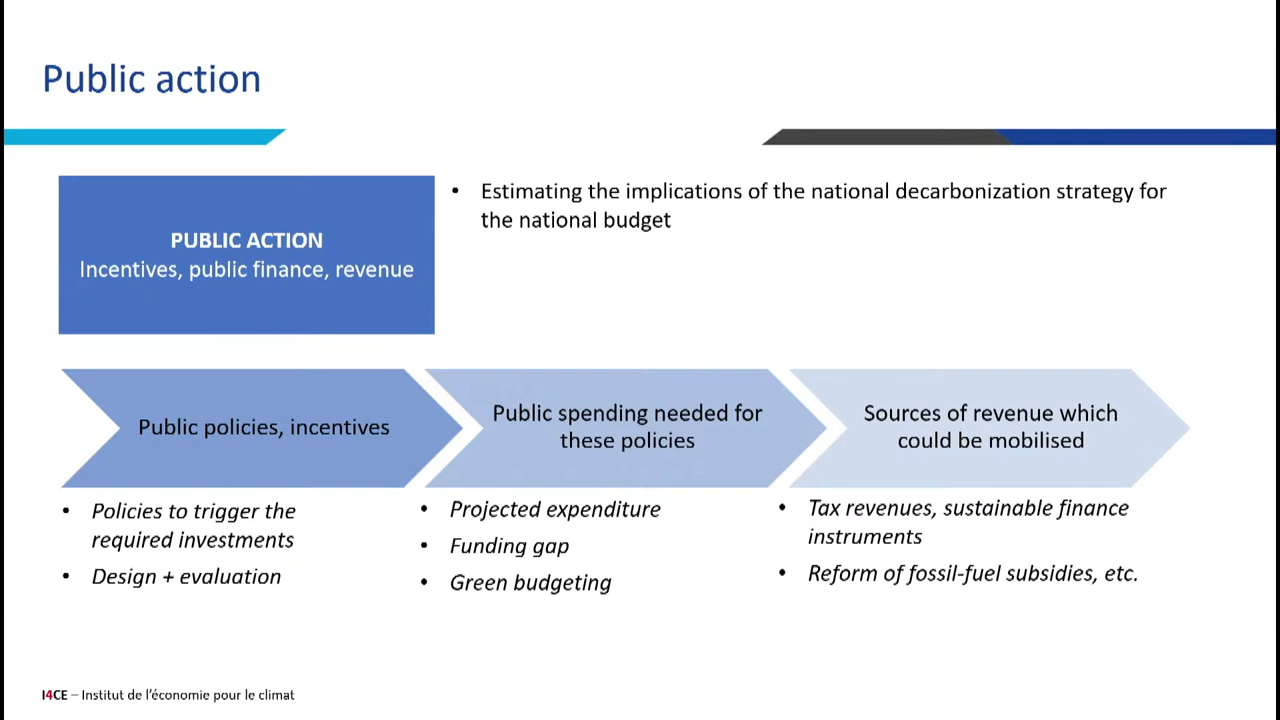 Public action
PUBLIC ACTION
Incentives, public finance, revenue
• Estimating the implications of the national decarbonization strategy for
the national budget
Public policies, incentives
• Policies to trigger the
required investments
• Design + evaluation
Public spending needed for
these policies
• Projected expenditure
• Funding gap
• Green budgeting
Sources of revenue which
could be mobilised
• Tax revenues, sustainable finance
instruments
• Reform of fossil-fuel subsidies, etc.
I4CE – Institut de l’économie pour le climat